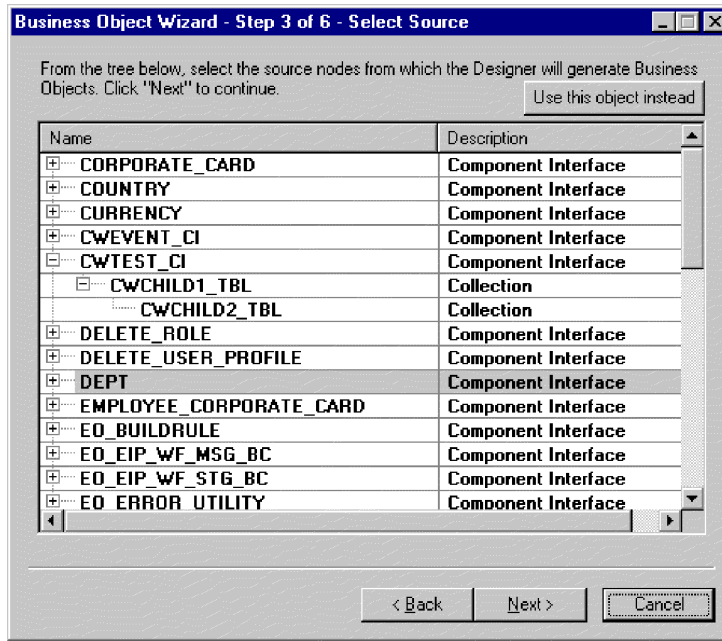 Business Object Wizard - Step 3 of 6 - Select Source
From the tree below, select the source nodes from which the Designer will generate Business
Objects. Click "Next" to continue.
Use this object instead
Name Description
CORPORATE_CARD Component Interface
COUNTRY Component Interface
CURRENCY Component Interface
CWEVENT_CI Component Interface
CWTEST_CI Component Interface
CWCHILD1_TBL Collection
CWCHILD2_TBL Collection
DELETE_ROLE Component Interface
DELETE_USER_PROFILE Component Interface
DEPT Component Interface
EMPLOYEE_CORPORATE_CARD Component Interface
EO_BUILDRULE Component Interface
EO_EIP_WF_MSG_BC Component Interface
EO_EIP_WF_STG_BC Component Interface
EO_ERROR_UTILITY Component Interface
< Back Next > Cancel